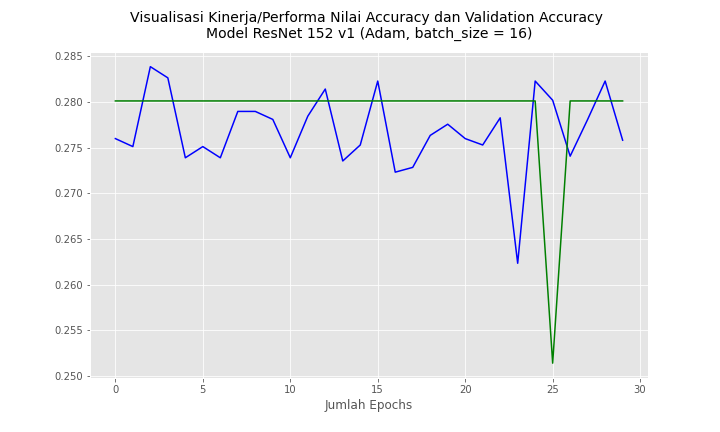 Visualisasi Kinerja/Performa Nilai Accuracy dan Validation Accuracy
Model ResNet 152 v1 (Adam, batch_size = 16)
0.285
0.280
0.275
0.270
0.265
0.260
0.255
0.250
0 5 10 15 20 25 30
Jumlah Epochs